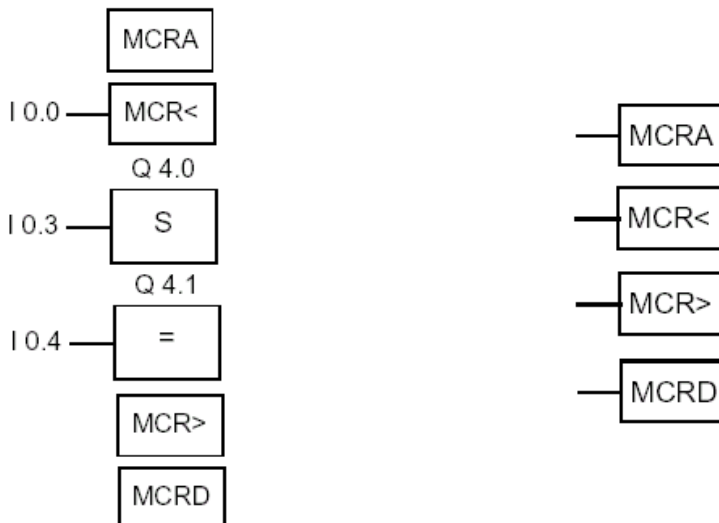 MCRA
I 0.0 MCR<
Q 4.0
I 0.3 S
Q 4.1
I 0.4 =
MCR>
MCRD
MCRA
MCR<
MCR>
MCRD